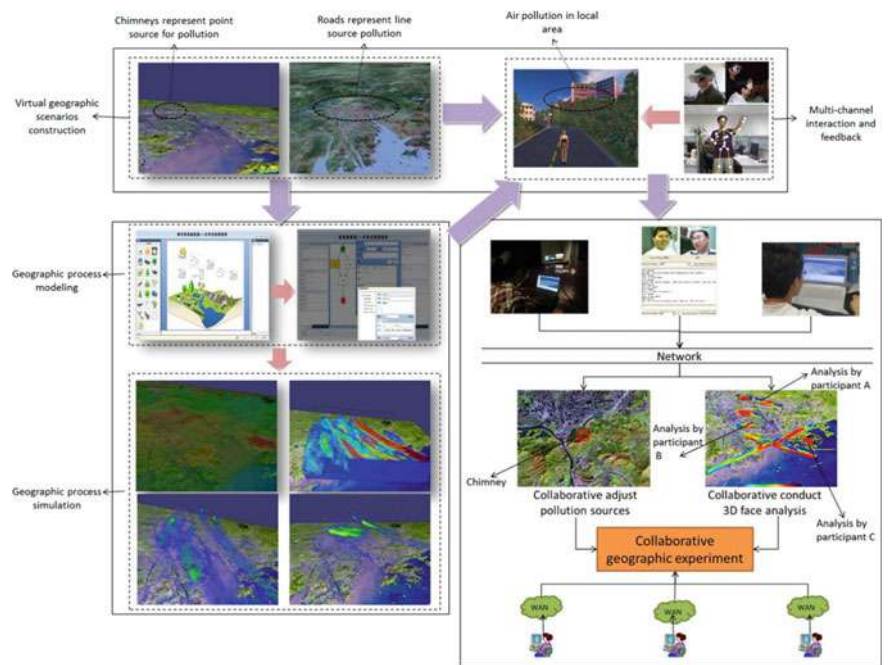 Chimneys represent point
source for pollution
Roads represent line
source pollution
Air pollution in local
area
Virtual geographic
scenarios
construction
Multi-channel
interaction and
feedback
Geographic process
modeling
Geographic process
simulation
Network
Analysis by
participant A
Analysis by
participant
B
Chimney
Analysis by
participant C
Collaborative adjust
pollution sources
Collaborative conduct
3D face analysis
Collaborative
geographic experiment
WAN
WAN
WAN